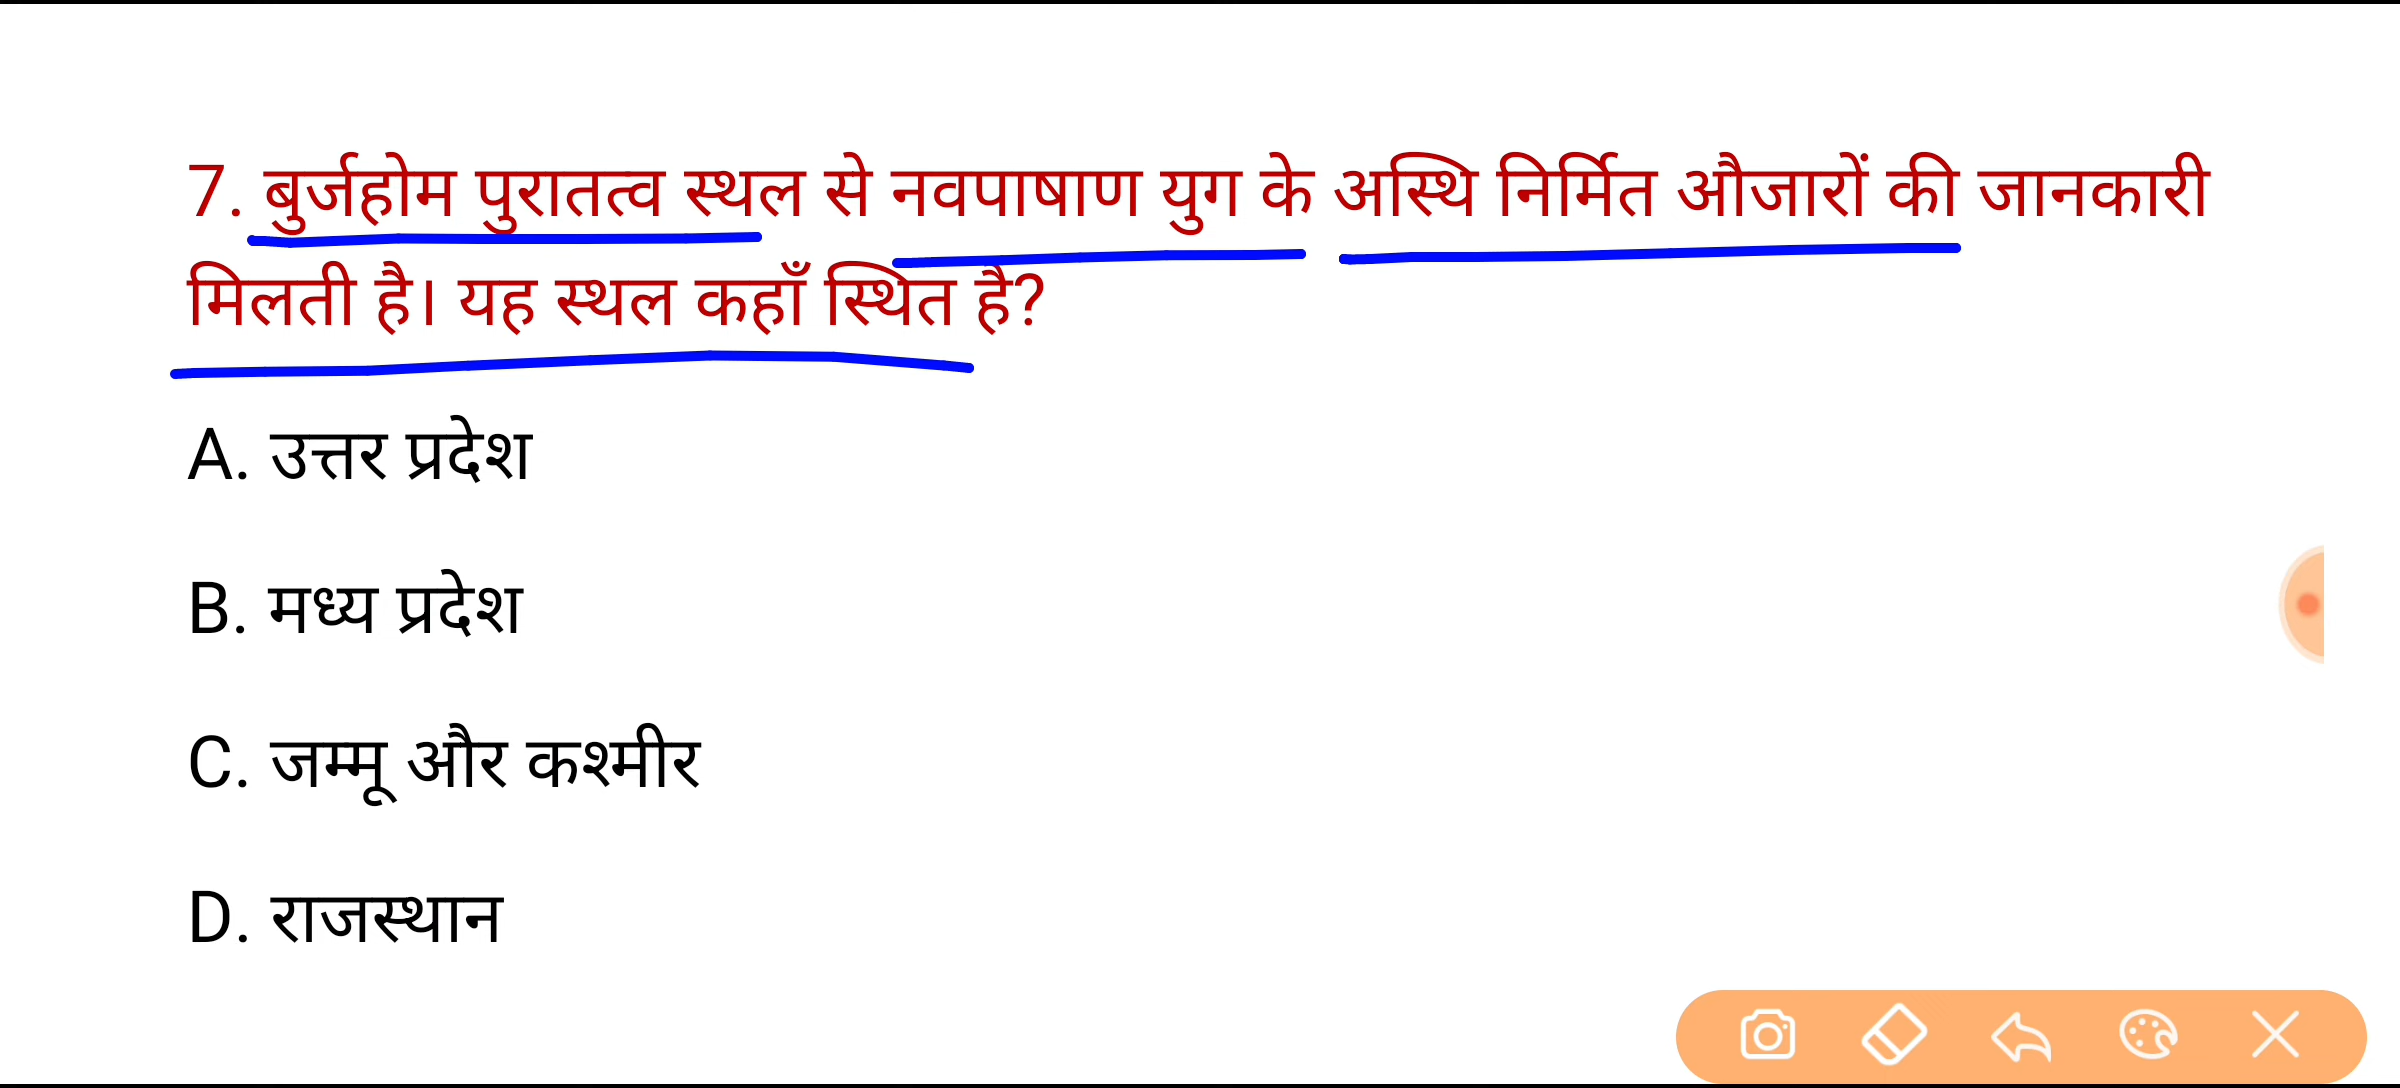 7. बुर्जहोम पुरातत्व स्थल से नवपाषाण युग के अस्थि निर्मित औजारों की जानकारी
मिलती है। यह स्थल कहाँ स्थित है?
A. उत्तर प्रदेश
B. मध्य प्रदेश
C. जम्मू और कश्मीर
D. राजस्थान